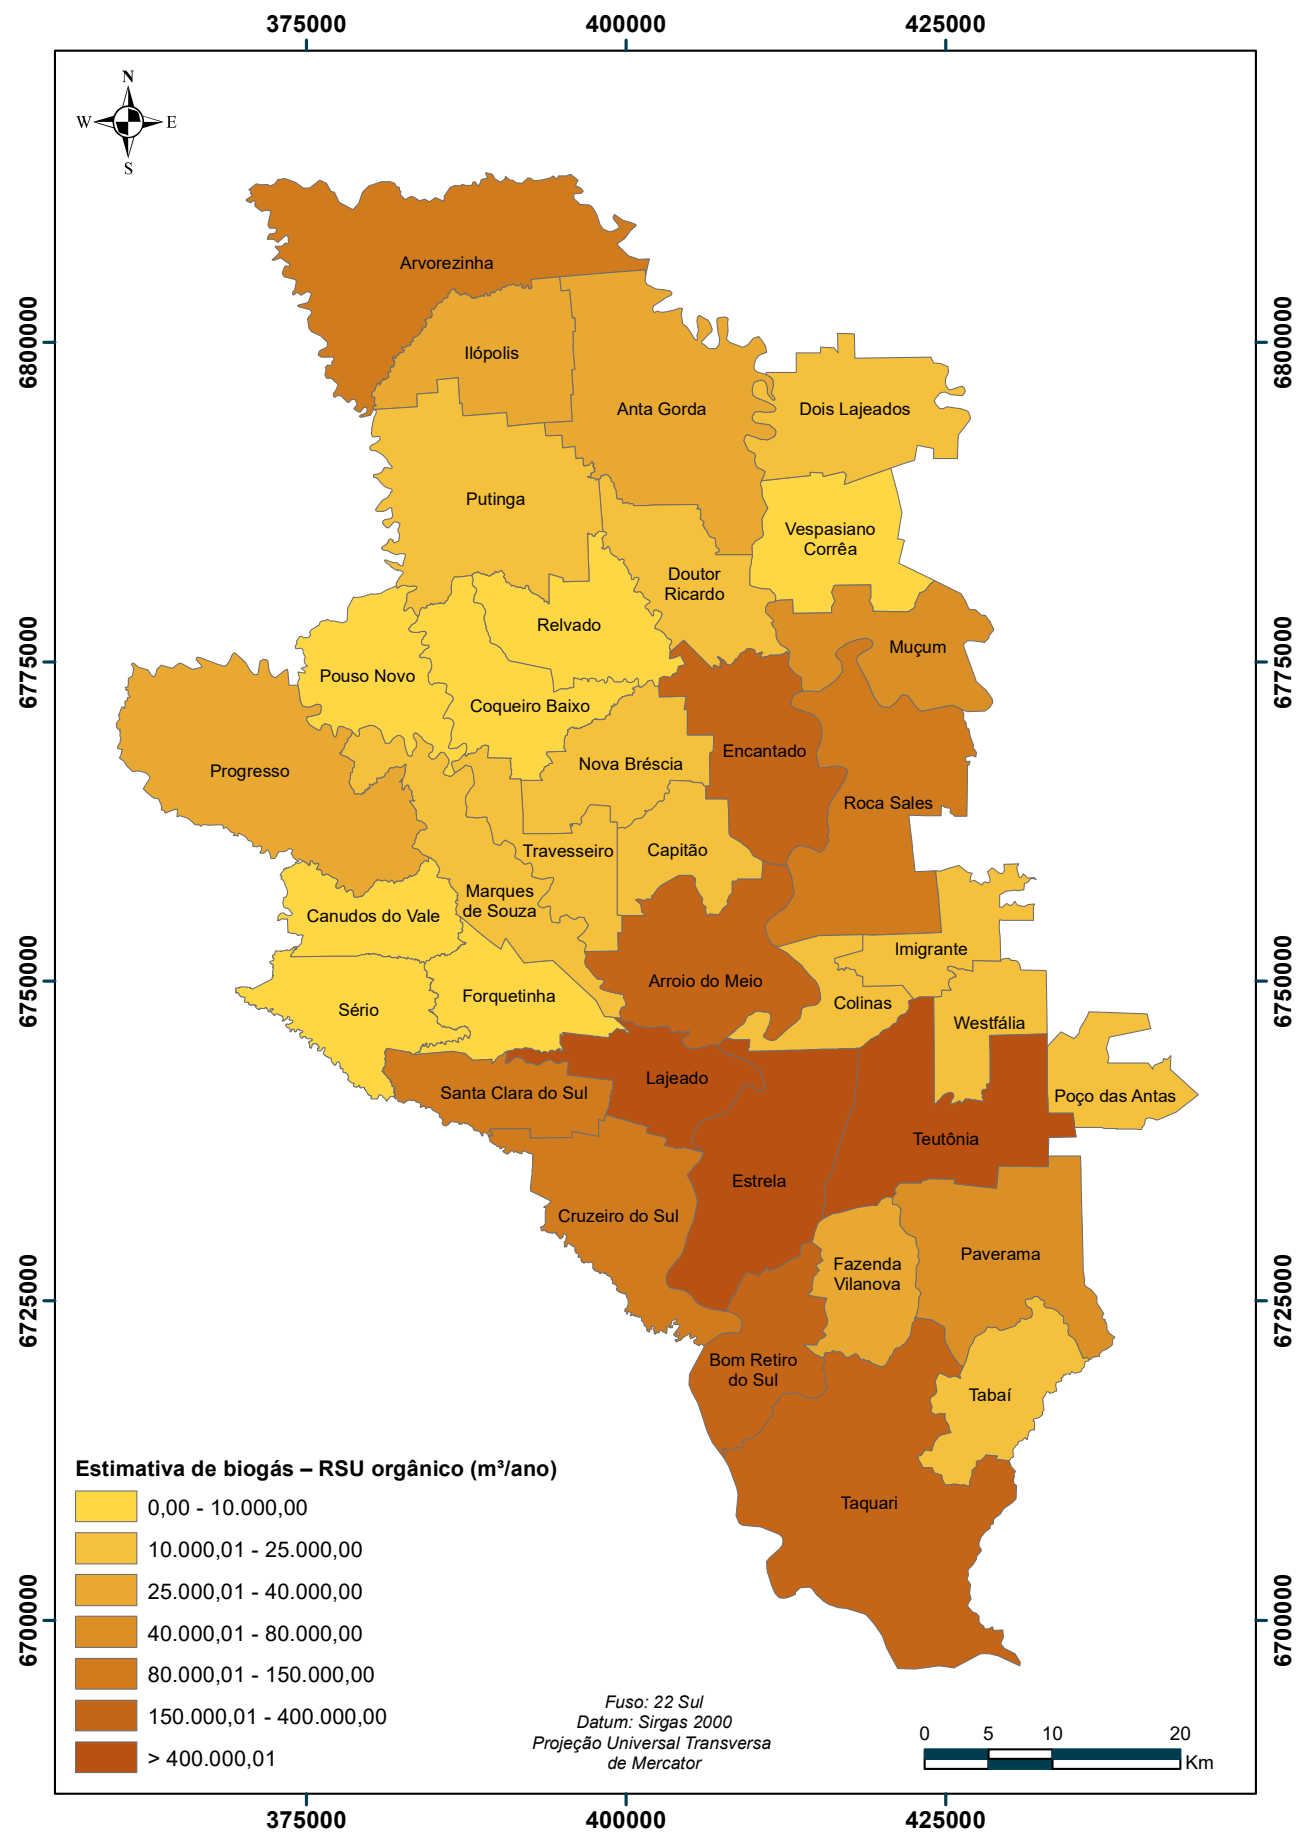 375000
400000
425000
N
W
E
S
6800000
6800000
Arvorezinha
Ilópolis
Anta Gorda
Dois Lajeados
Putinga
Vespasiano
Corrêa
Doutor
Ricardo
Relvado
Muçum
6775000
6775000
Pouso Novo
Coqueiro Baixo
Encantado
Nova Bréscia
Progresso
Roca Sales
Travesseiro
Capitão
Marques
de Souza
Canudos do Vale
Imigrante
6750000
6750000
Arroio do Meio
Forquetinha
Colinas
Sério
Westfália
Lajeado
Santa Clara do Sul
Poço das Antas
Teutônia
Estrela
Cruzeiro do Sul
Paverama
Fazenda
Vilanova
6725000
6725000
Bom Retiro
do Sul
Tabaí
Taquari
Estimativa de biogás – RSU orgânico (m³/ano)
0,00 - 10.000,00
10.000,01 - 25.000,00
25.000,01 - 40.000,00
40.000,01 - 80.000,00
80.000,01 - 150.000,00
150.000,01 - 400.000,00
> 400.000,01
6700000
6700000
Fuso: 22 Sul
Datum: Sirgas 2000
Projeção Universal Transversa
de Mercator
0 5 10 20
Km
375000
400000
425000